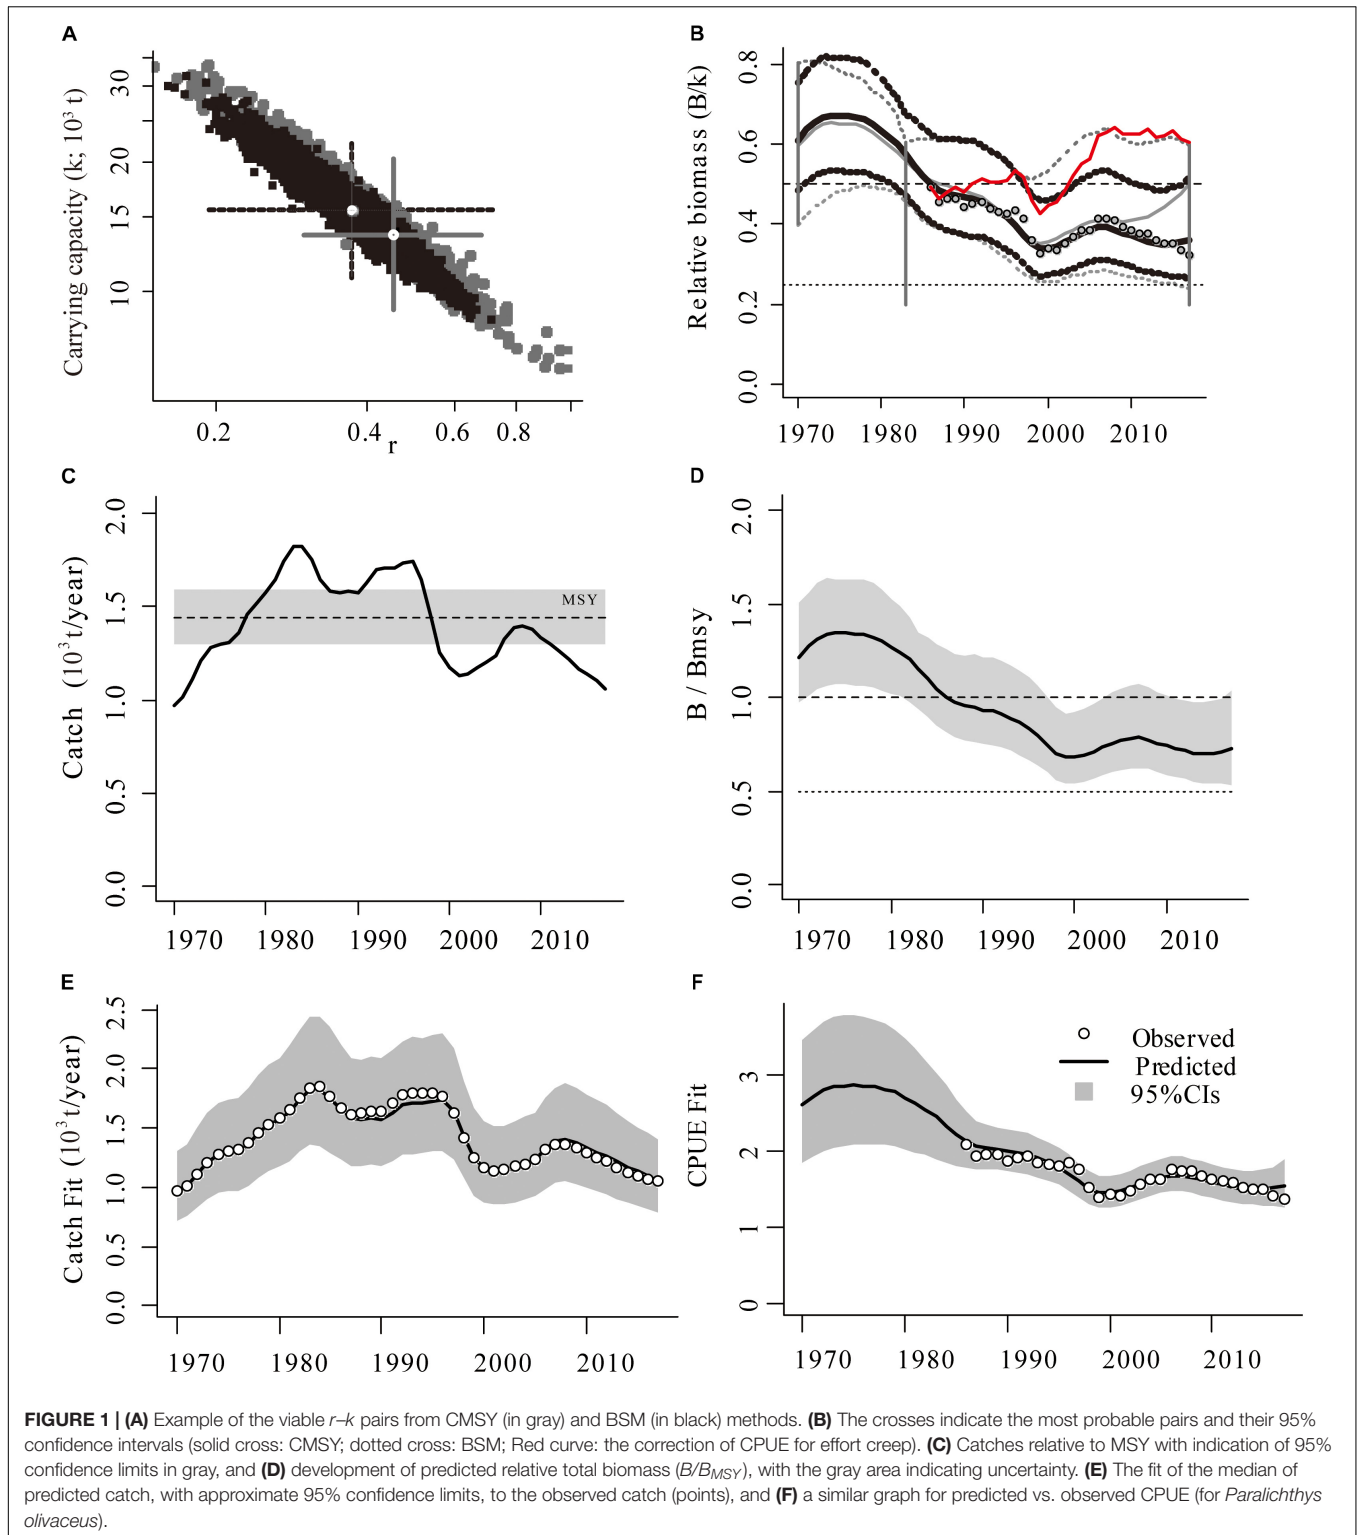 A
Carrying capacity (k; 10³ t)
30
20
15
10
0.2
0.4
0.6
0.8
r
B
Relative biomass (B/k)
0.8
0.6
0.4
0.2
0.0
1970
1980
1990
2000
2010
C
Catch (10³ t/year)
2.0
1.5
1.0
0.5
0.0
MSY
1970
1980
1990
2000
2010
D
B / Bmsy
2.0
1.5
1.0
0.5
0.0
1970
1980
1990
2000
2010
E
Catch Fit (10³ t/year)
2.5
2.0
1.5
1.0
0.5
0.0
1970
1980
1990
2000
2010
F
CPUE Fit
3
2
1
0
Observed
Predicted
95%CIs
1970
1980
1990
2000
2010
FIGURE 1 | (A) Example of the viable r–k pairs from CMSY (in gray) and BSM (in black) methods. (B) The crosses indicate the most probable pairs and their 95%
confidence intervals (solid cross: CMSY; dotted cross: BSM; Red curve: the correction of CPUE for effort creep). (C) Catches relative to MSY with indication of 95%
confidence limits in gray, and (D) development of predicted relative total biomass (B/BMSY), with the gray area indicating uncertainty. (E) The fit of the median of
predicted catch, with approximate 95% confidence limits, to the observed catch (points), and (F) a similar graph for predicted vs. observed CPUE (for Paralichthys
olivaceus).